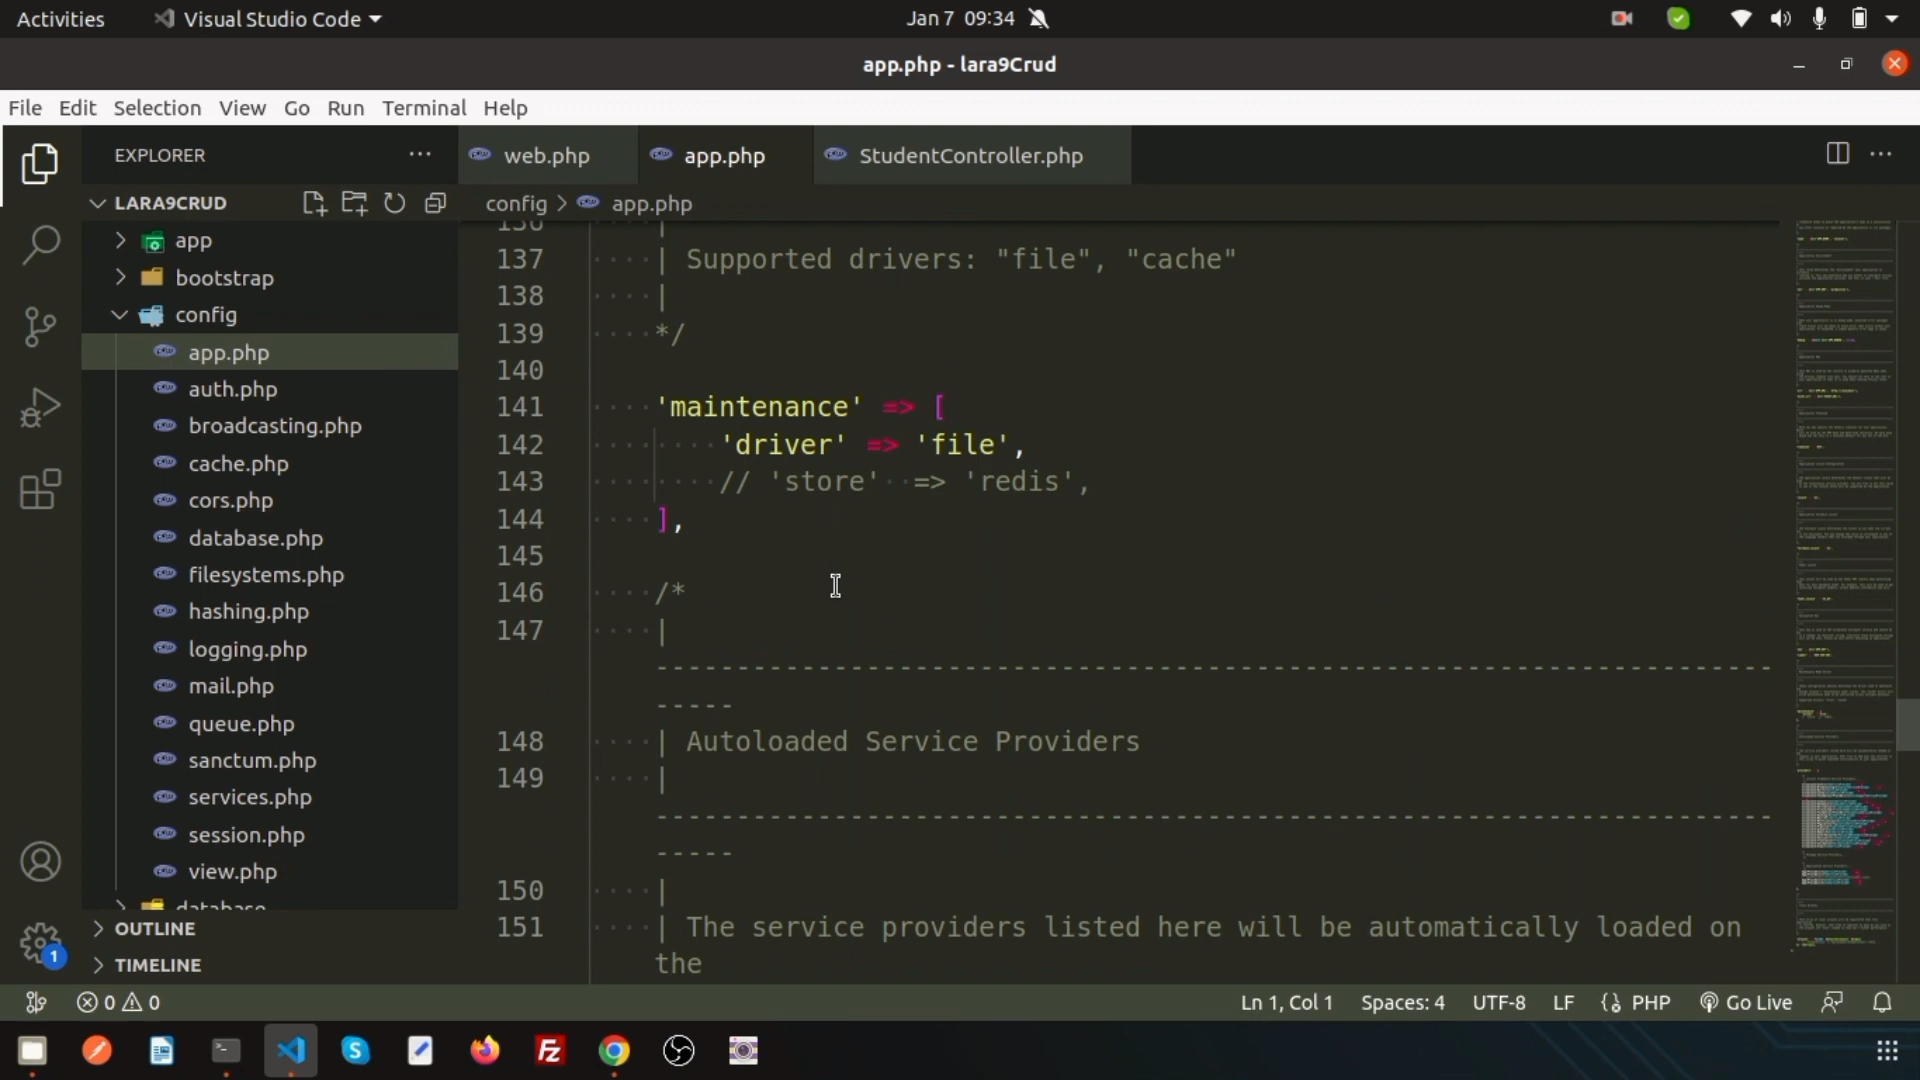 Activities Visual Studio Code Jan 7 09:34
app.php - lara9Crud
File Edit Selection View Go Run Terminal Help
EXPLORER ··· web.php app.php StudentController.php ···
LARA9CRUD config > app.php
app
bootstrap
config
app.php
auth.php
broadcasting.php
cache.php
cors.php
database.php
filesystems.php
hashing.php
logging.php
mail.php
queue.php
sanctum.php
services.php
session.php
view.php
database
OUTLINE
TIMELINE
136 |
137 | Supported drivers: "file", "cache"
138 |
139 */
140
141 'maintenance' => [
142 'driver' => 'file',
143 // 'store' => 'redis',
144 ],
145
146 /*
147 |
---------------------------------------------------------------------
-----
148 | Autoloaded Service Providers
149 |
---------------------------------------------------------------------
-----
150 |
151 | The service providers listed here will be automatically loaded on
the
1
0 0 Ln 1, Col 1 Spaces: 4 UTF-8 LF PHP Go Live